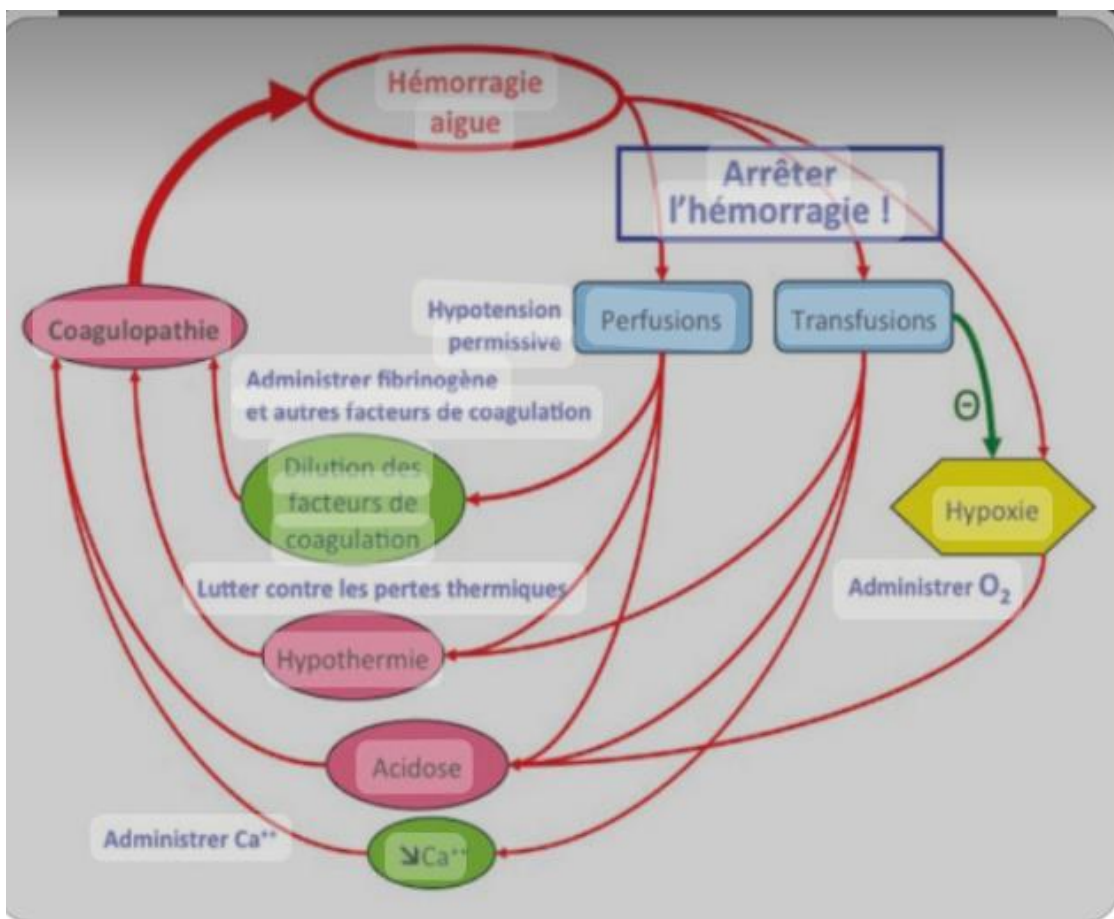 Hémorragie
aigue
Arrêter
l'hémorragie !
Coagulopathie
Hypotension
permissive
Perfusions
Transfusions
Administrer fibrinogène
et autres facteurs de coagulation
Θ
Dilution des
facteurs de
coagulation
Hypoxie
Lutter contre les pertes thermiques
Administrer O₂
Hypothermie
Acidose
Administrer Ca⁺⁺
↘Ca⁺⁺